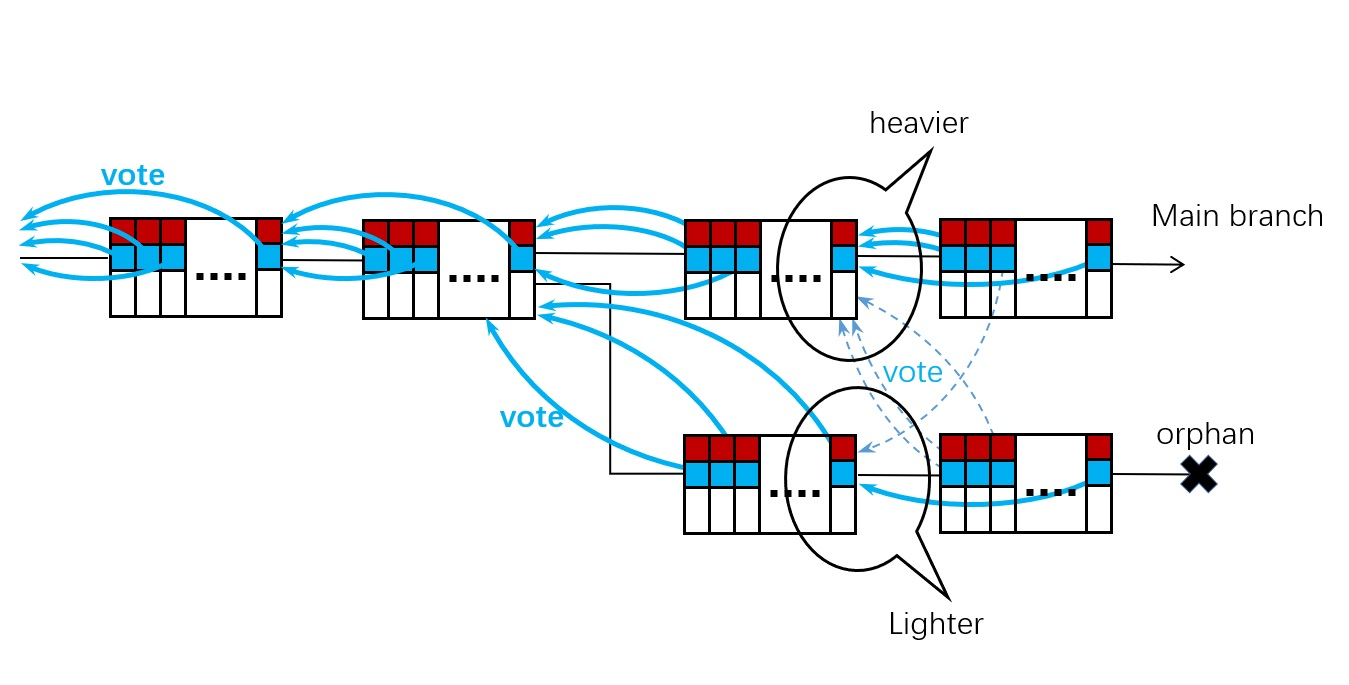 heavier
vote
Main branch
vote
vote
orphan
Lighter